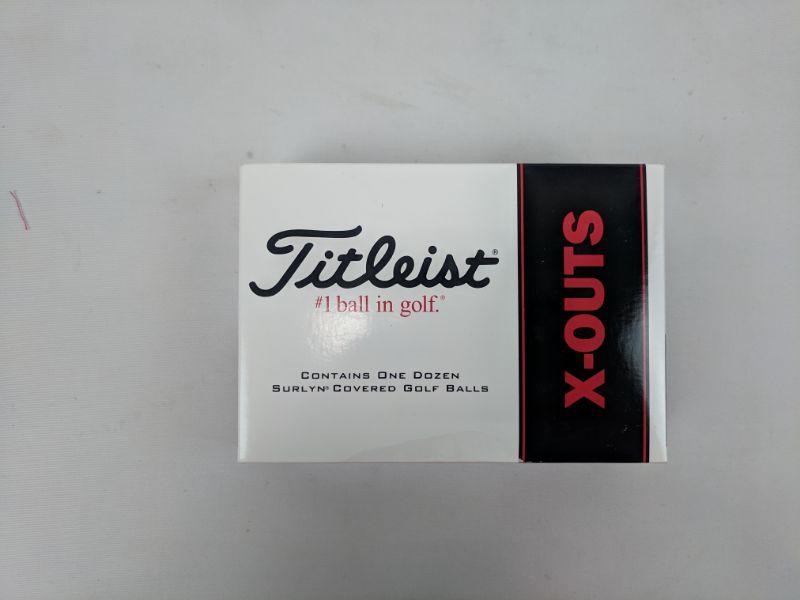 Titleist®
#1 ball in golf.®
CONTAINS ONE DOZEN
SURLYN® COVERED GOLF BALLS
X-OUTS